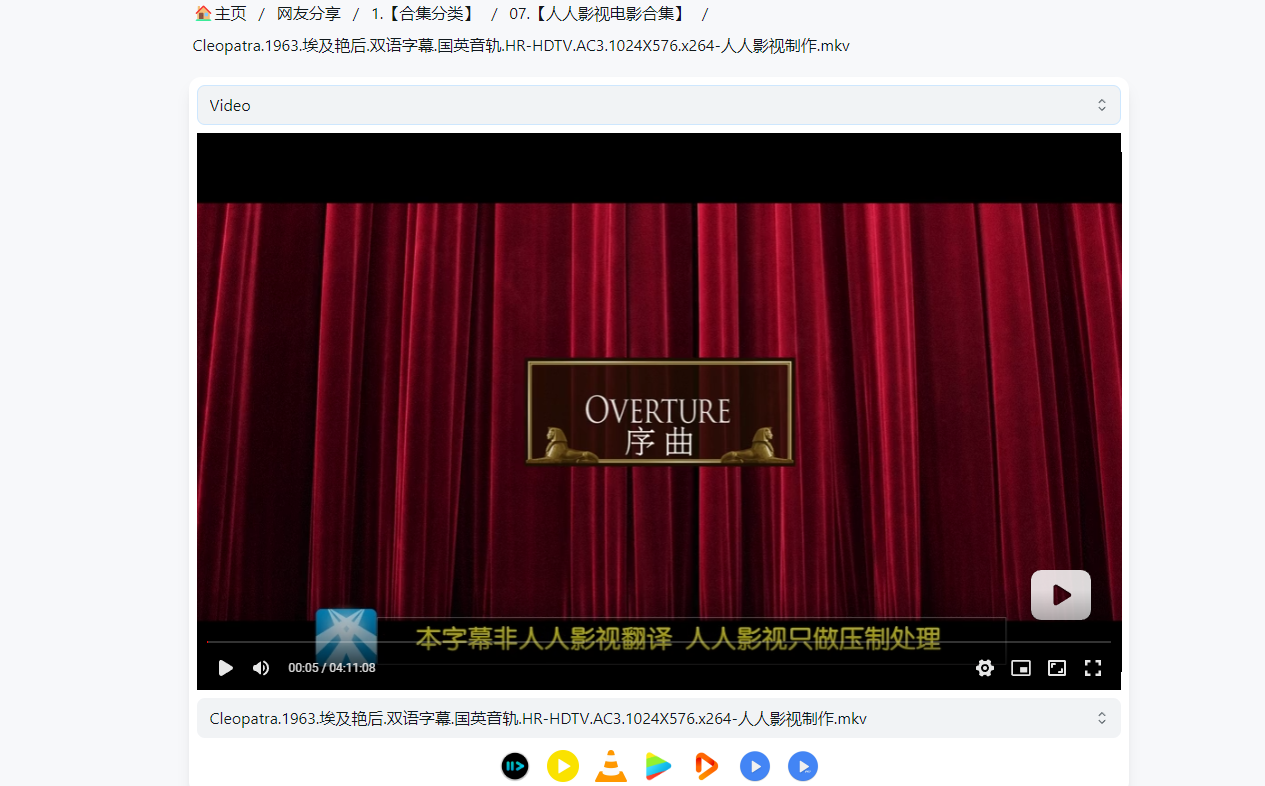 🏠主页 / 网友分享 / 1.【合集分类】 / 07.【人人影视电影合集】 /
Cleopatra.1963.埃及艳后.双语字幕.国英音轨.HR-HDTV.AC3.1024X576.x264-人人影视制作.mkv
Video
OVERTURE
序曲
本字幕非人人影视翻译 人人影视只做压制处理
00:05 / 04:11:08
Cleopatra.1963.埃及艳后.双语字幕.国英音轨.HR-HDTV.AC3.1024X576.x264-人人影视制作.mkv